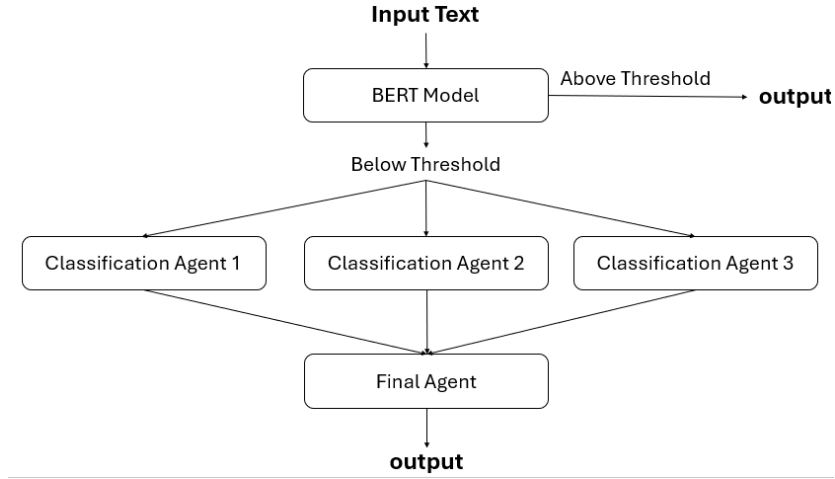 Input Text
Above Threshold
BERT Model
output
Below Threshold
Classification Agent 1
Classification Agent 2
Classification Agent 3
Final Agent
output